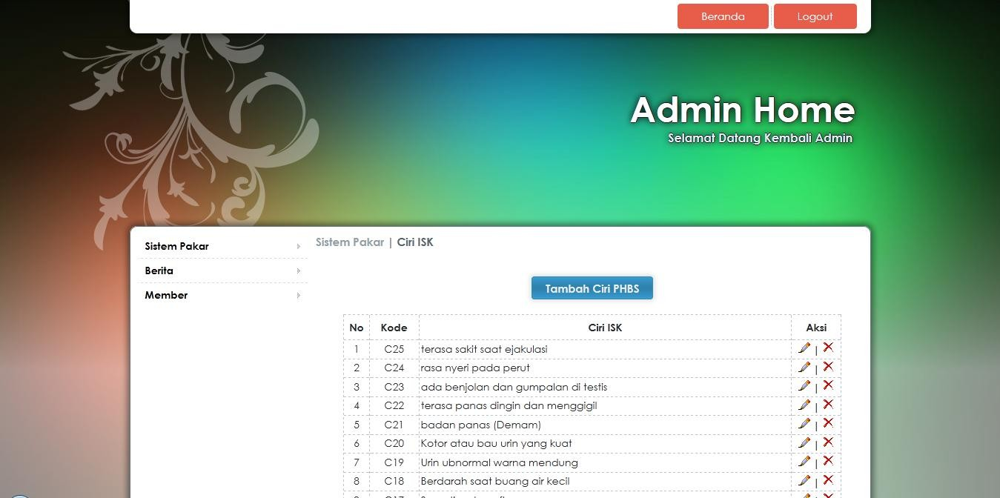 Beranda Logout
Admin Home
Selamat Datang Kembali Admin
Sistem Pakar
Berita
Member
Sistem Pakar | Ciri ISK
Tambah Ciri PHBS
No Kode Ciri ISK Aksi
1 C25 terasa sakit saat ejakulasi |
2 C24 rasa nyeri pada perut |
3 C23 ada benjolan dan gumpalan di testis |
4 C22 terasa panas dingin dan menggigil |
5 C21 badan panas (Demam) |
6 C20 Kotor atau bau urin yang kuat |
7 C19 Urin ubnormal warna mendung |
8 C18 Berdarah saat buang air kecil |